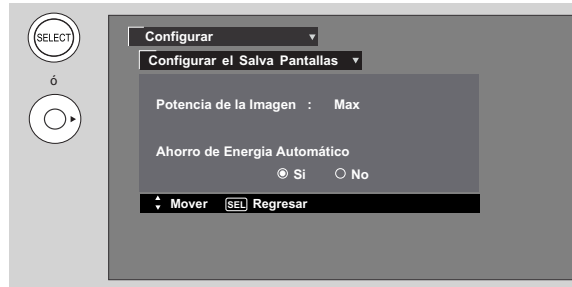 SELECT
ó
Configurar
Configurar el Salva Pantallas
Potencia de la Imagen : Max
Ahorro de Energia Automático
Si No
Mover SEL Regresar